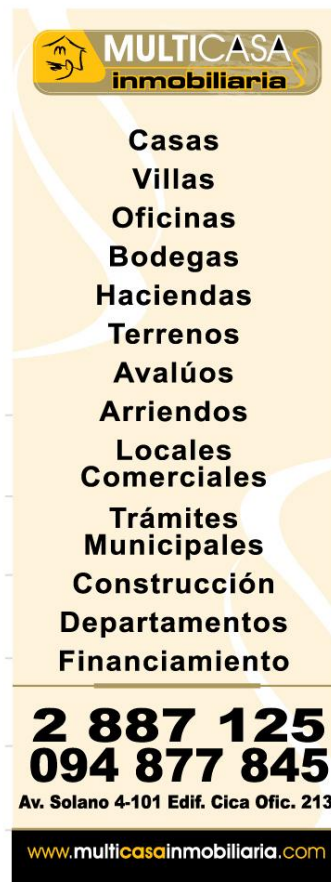 MULTICASA
inmobiliaria
Casas
Villas
Oficinas
Bodegas
Haciendas
Terrenos
Avalúos
Arriendos
Locales
Comerciales
Trámites
Municipales
Construcción
Departamentos
Financiamiento
2 887 125
094 877 845
Av. Solano 4-101 Edif. Cica Ofic. 213
www.multicasainmobiliaria.com